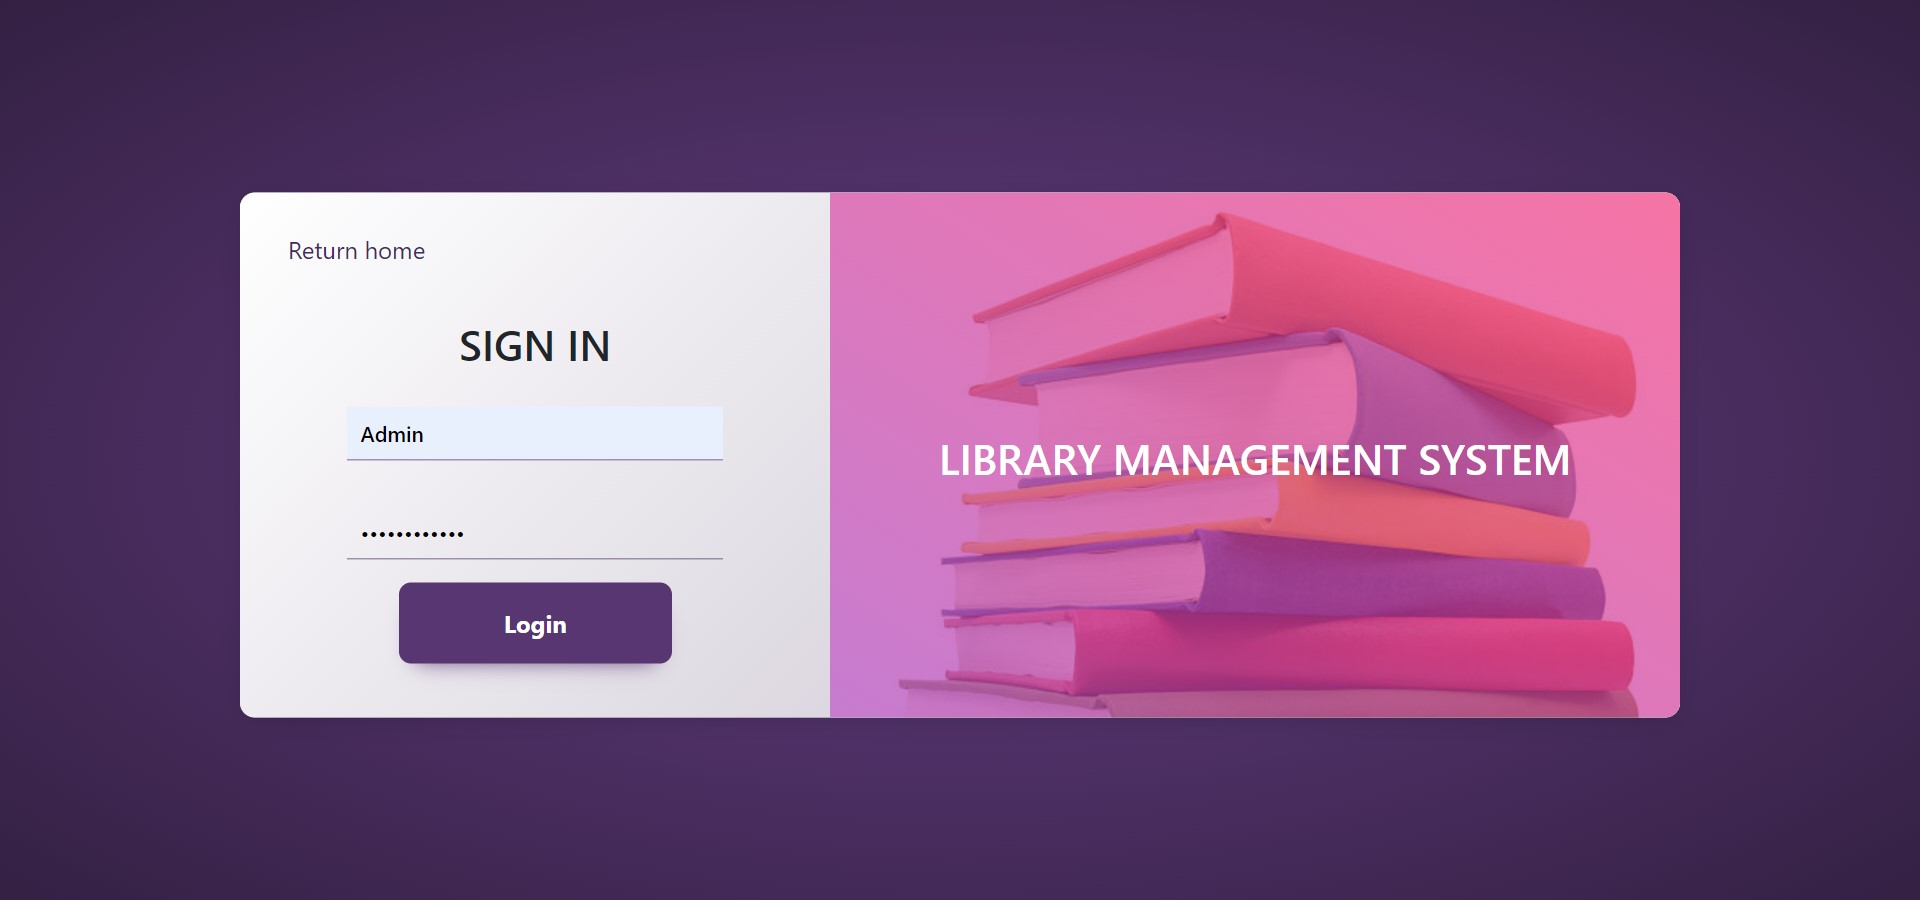 Return home
SIGN IN
Admin
••••••••••••
Login
LIBRARY MANAGEMENT SYSTEM